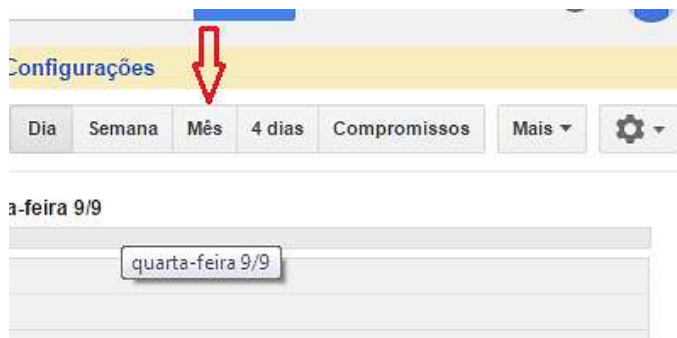 Configurações
Dia Semana Mês 4 dias Compromissos Mais
a-feira 9/9
quarta-feira 9/9